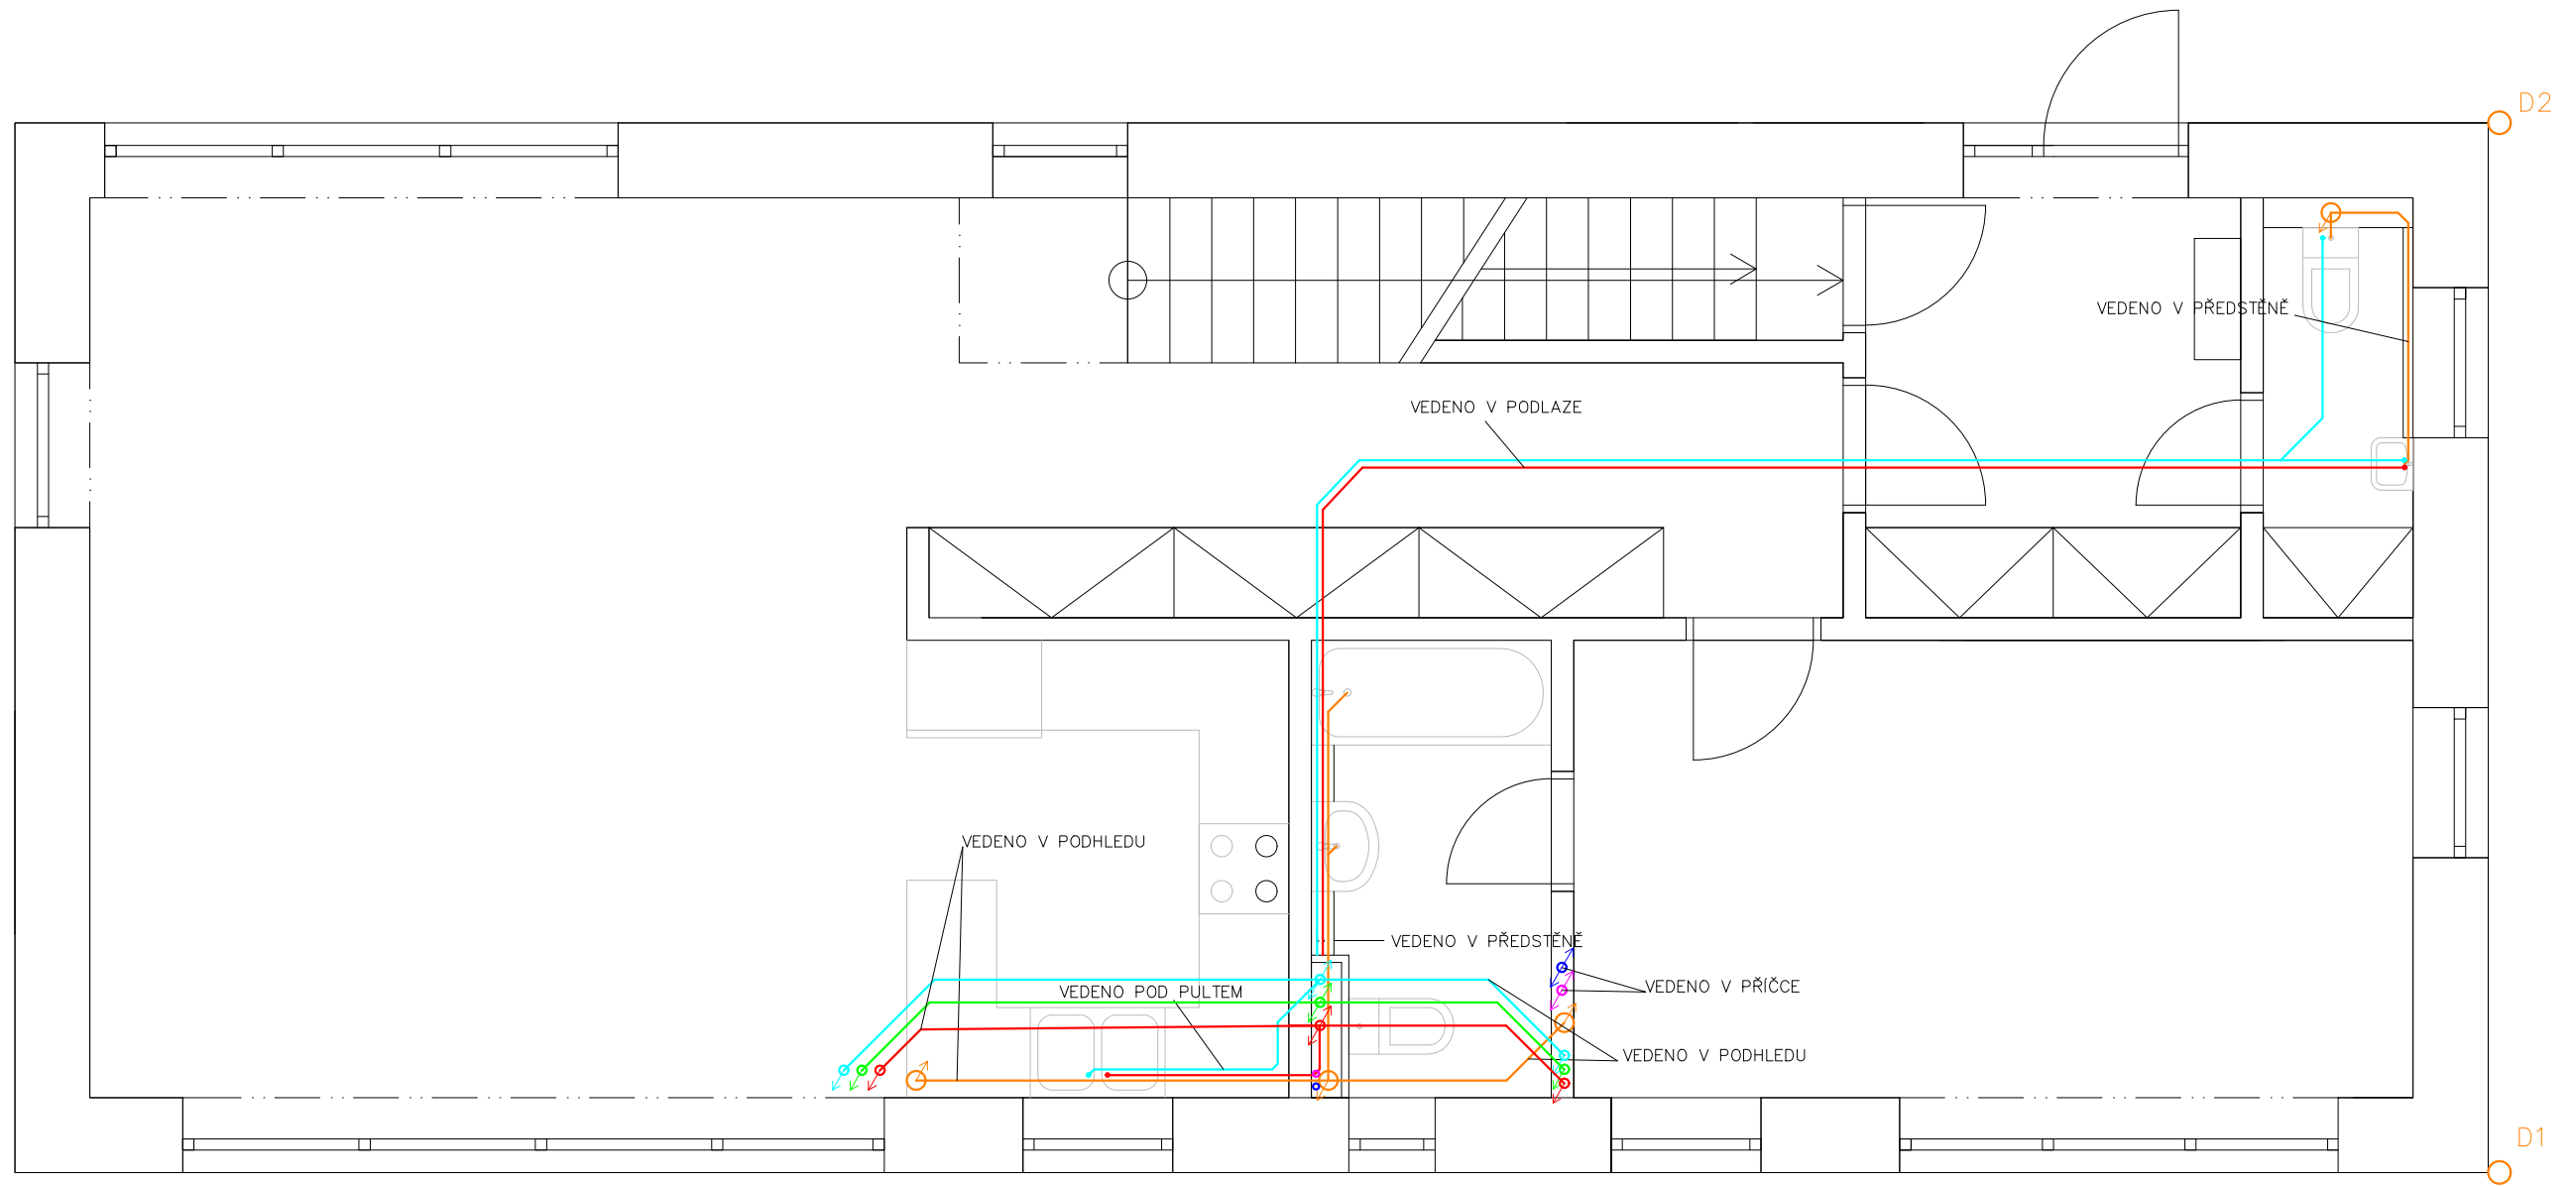 D2
VEDENO V PŘEDSTĚNĚ
VEDENO V PODLAZE
VEDENO V PODHLEDU
VEDENO V PŘEDSTĚNĚ
VEDENO POD PULTEM
VEDENO V PŘÍČCE
VEDENO V PODHLEDU
D1